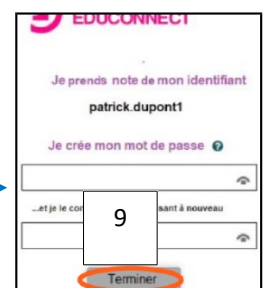 EDUCONNECT
Je prends note de mon identifiant
patrick.dupont1
Je crée mon mot de passe ?
...et je le sant à nouveau
9
Terminer